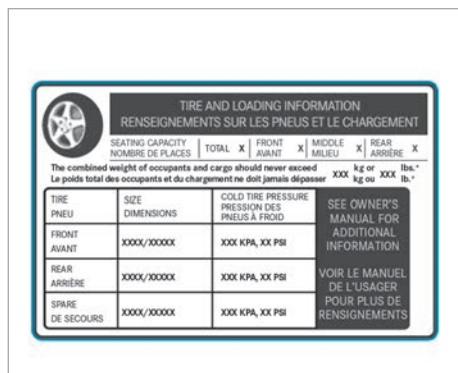 TIRE AND LOADING INFORMATION
RENSEIGNEMENTS SUR LES PNEUS ET LE CHARGEMENT
SEATING CAPACITY
NOMBRE DE PLACES
TOTAL X
FRONT
AVANT
X
MIDDLE
MILIEU
X
REAR
ARRIÈRE
X
The combined weight of occupants and cargo should never exceed XXX kg or XXX lbs.*
Le poids total des occupants et du chargement ne doit jamais dépasser XXX kg ou XXX lb.*
TIRE
PNEU
SIZE
DIMENSIONS
COLD TIRE PRESSURE
PRESSION DES
PNEUS À FROID
FRONT
AVANT
XXXX/XXXXX
XXX KPA, XX PSI
REAR
ARRIÈRE
XXXX/XXXXX
XXX KPA, XX PSI
SPARE
DE SECOURS
XXXX/XXXXX
XXX KPA, XX PSI
SEE OWNER'S
MANUAL FOR
ADDITIONAL
INFORMATION
VOIR LE MANUEL
DE L'USAGER
POUR PLUS DE
RENSEIGNEMENTS